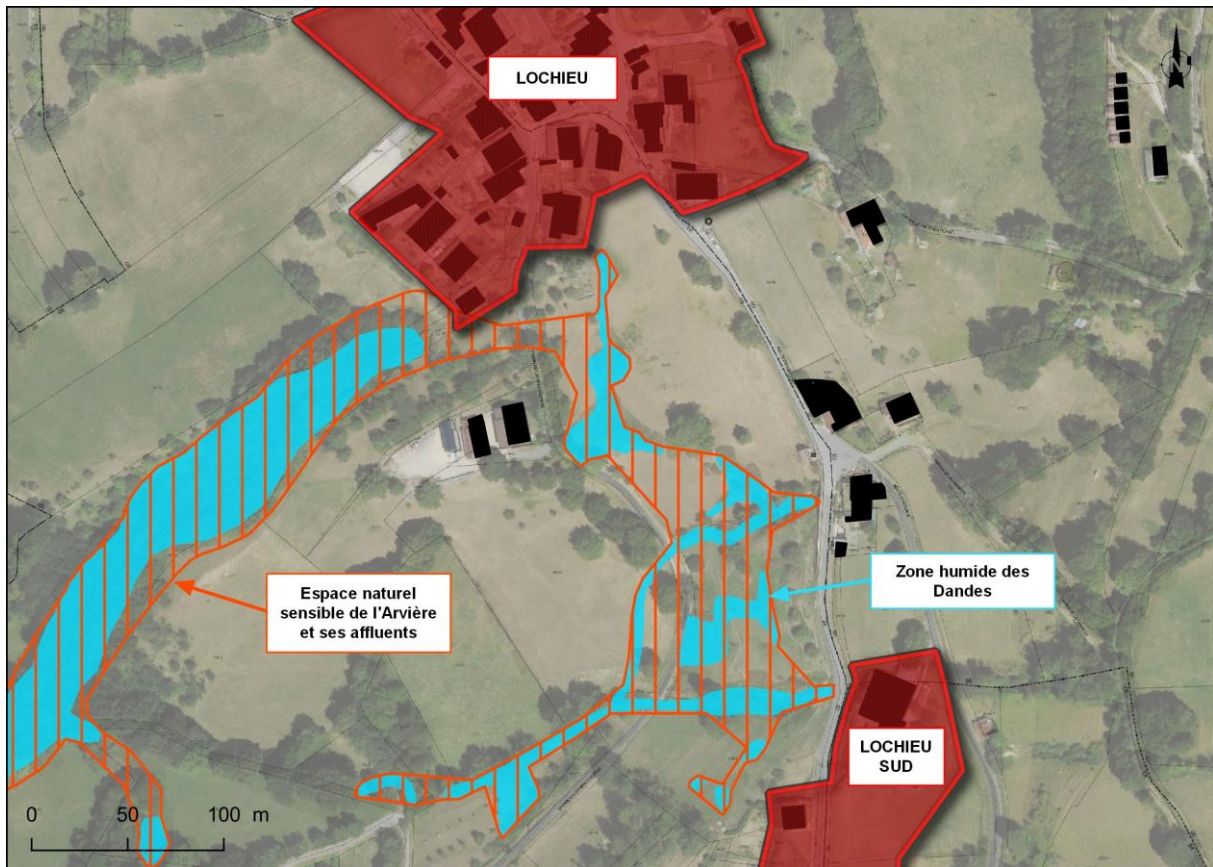 LOCHIEU
N
Espace naturel
sensible de l'Arvière
et ses affluents
Zone humide des
Dandes
LOCHIEU
SUD
0 50 100 m